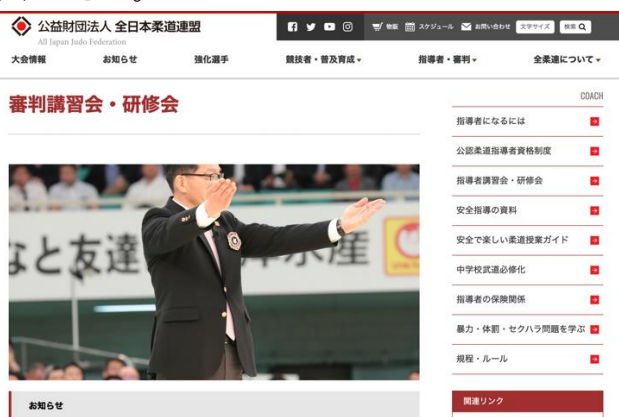 公益財団法人 全日本柔道連盟
All Japan Judo Federation
物販 スケジュール お問い合わせ 文字サイズ 検索
大会情報 お知らせ 強化選手 競技者・普及育成 指導者・審判 全柔連について
審判講習会・研修会
COACH
指導者になるには
公認柔道指導者資格制度
指導者講習会・研修会
安全指導の資料
安全で楽しい柔道授業ガイド
中学校武道必修化
指導者の保険関係
暴力・体罰・セクハラ問題を学ぶ
規程・ルール
なと友達
水産
お知らせ
関連リンク